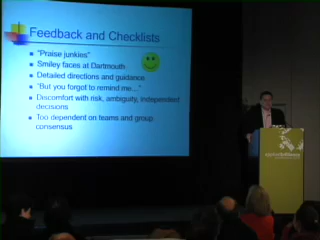 Feedback and Checklists
"Praise junkies"
Smiley faces at Dartmouth
Detailed directions and guidance
"But you forgot to remind me..."
Discomfort with risk, ambiguity, independent
decisions
Too dependent on teams and group
consensus